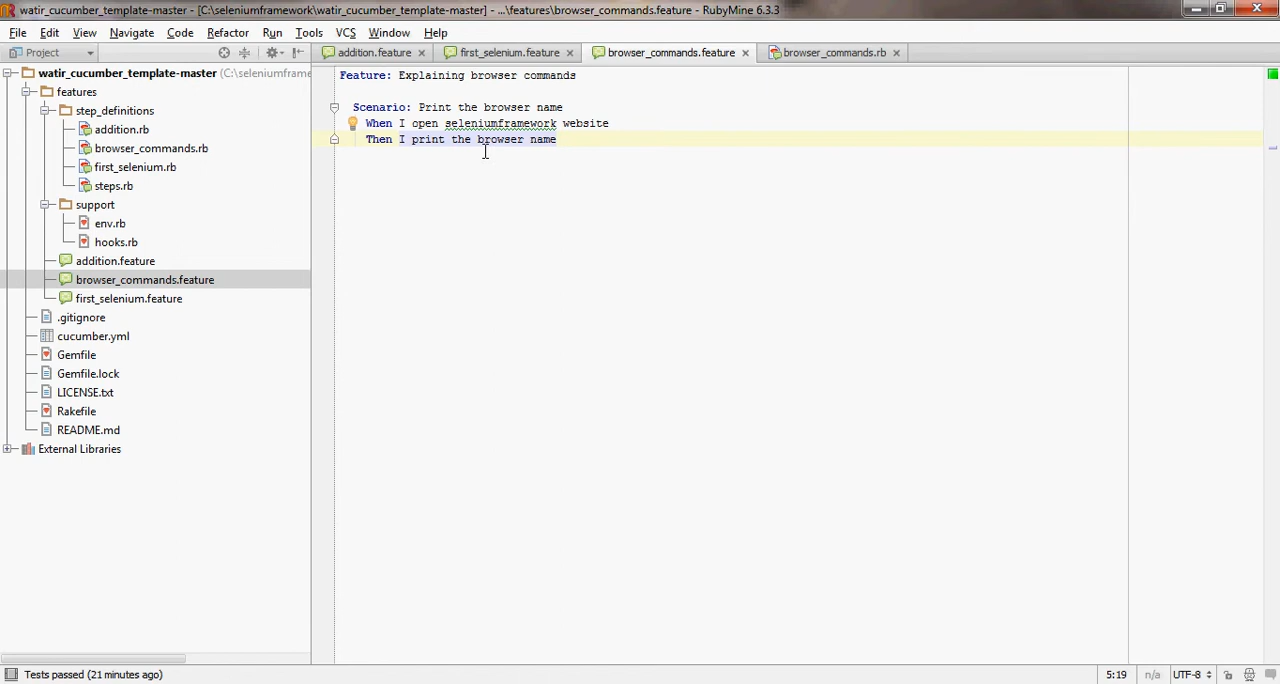 watir_cucumber_template-master - [C:\seleniumframework\watir_cucumber_template-master] - ...\features\browser_commands.feature - RubyMine 6.3.3
File Edit View Navigate Code Refactor Run Tools VCS Window Help
Project
addition.feature
first_selenium.feature
browser_commands.feature
browser_commands.rb
watir_cucumber_template-master (C:\seleniumframe
features
step_definitions
addition.rb
browser_commands.rb
first_selenium.rb
steps.rb
support
env.rb
hooks.rb
addition.feature
browser_commands.feature
first_selenium.feature
.gitignore
cucumber.yml
Gemfile
Gemfile.lock
LICENSE.txt
Rakefile
README.md
External Libraries
Feature: Explaining browser commands
Scenario: Print the browser name
When I open seleniumframework website
Then I print the browser name
Tests passed (21 minutes ago)
5:19 n/a UTF-8